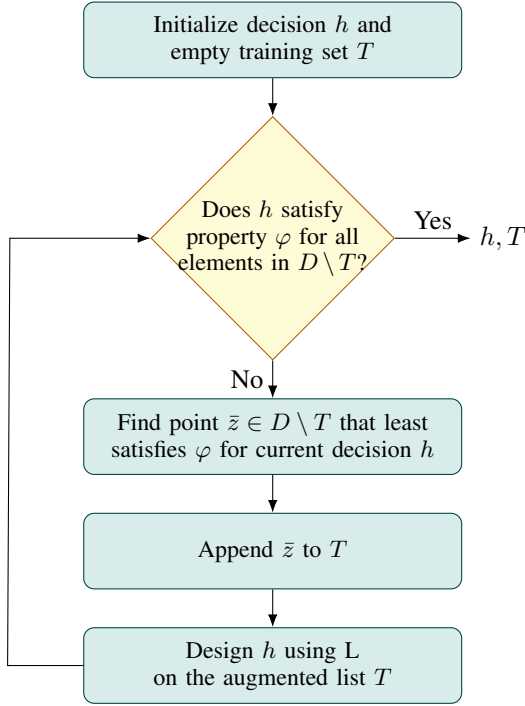 Initialize decision h and
empty training set T
Does h satisfy
property φ for all
elements in D \ T?
Yes
h, T
No
Find point z̄ ∈ D \ T that least
satisfies φ for current decision h
Append z̄ to T
Design h using L
on the augmented list T